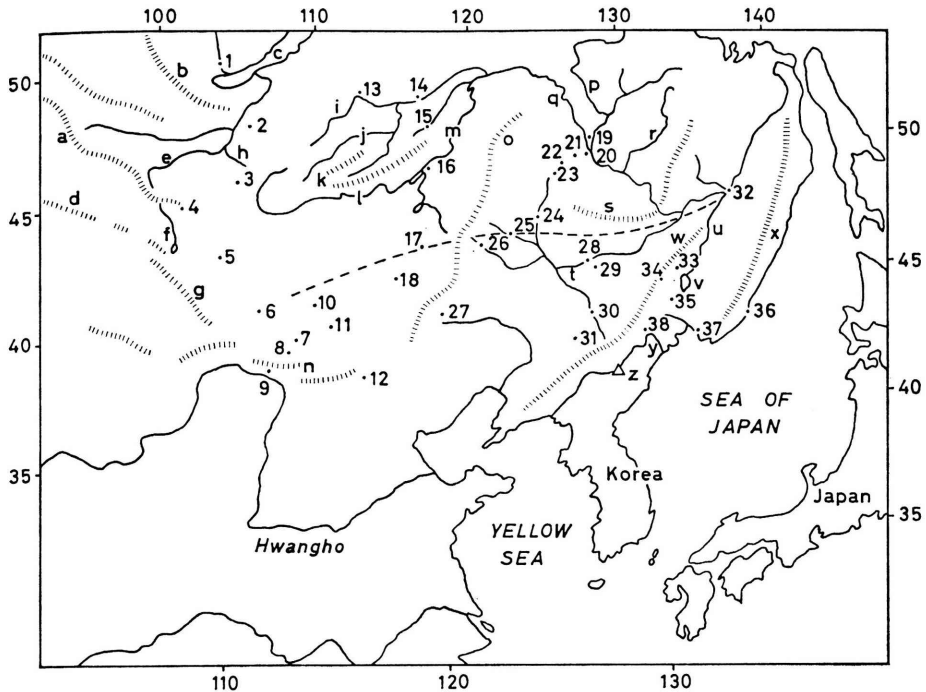 100 110 120 130 140
1 c
b
50
13 14
p
i
15 q
a
2
o
19
r
50
j
m
21 20
e h
22
k
16
23
3
l
32
d
4
s
45
f
17 25 24
w u
x
5
26
28
33
t
29
34
v
45
g
18
6
10
27
30
35
36
11
7
31
38
37
8
y
40
n
9
12
z
40
SEA OF
JAPAN
35
Korea
Japan
35
Hwangho
YELLOW
SEA
110 120 130